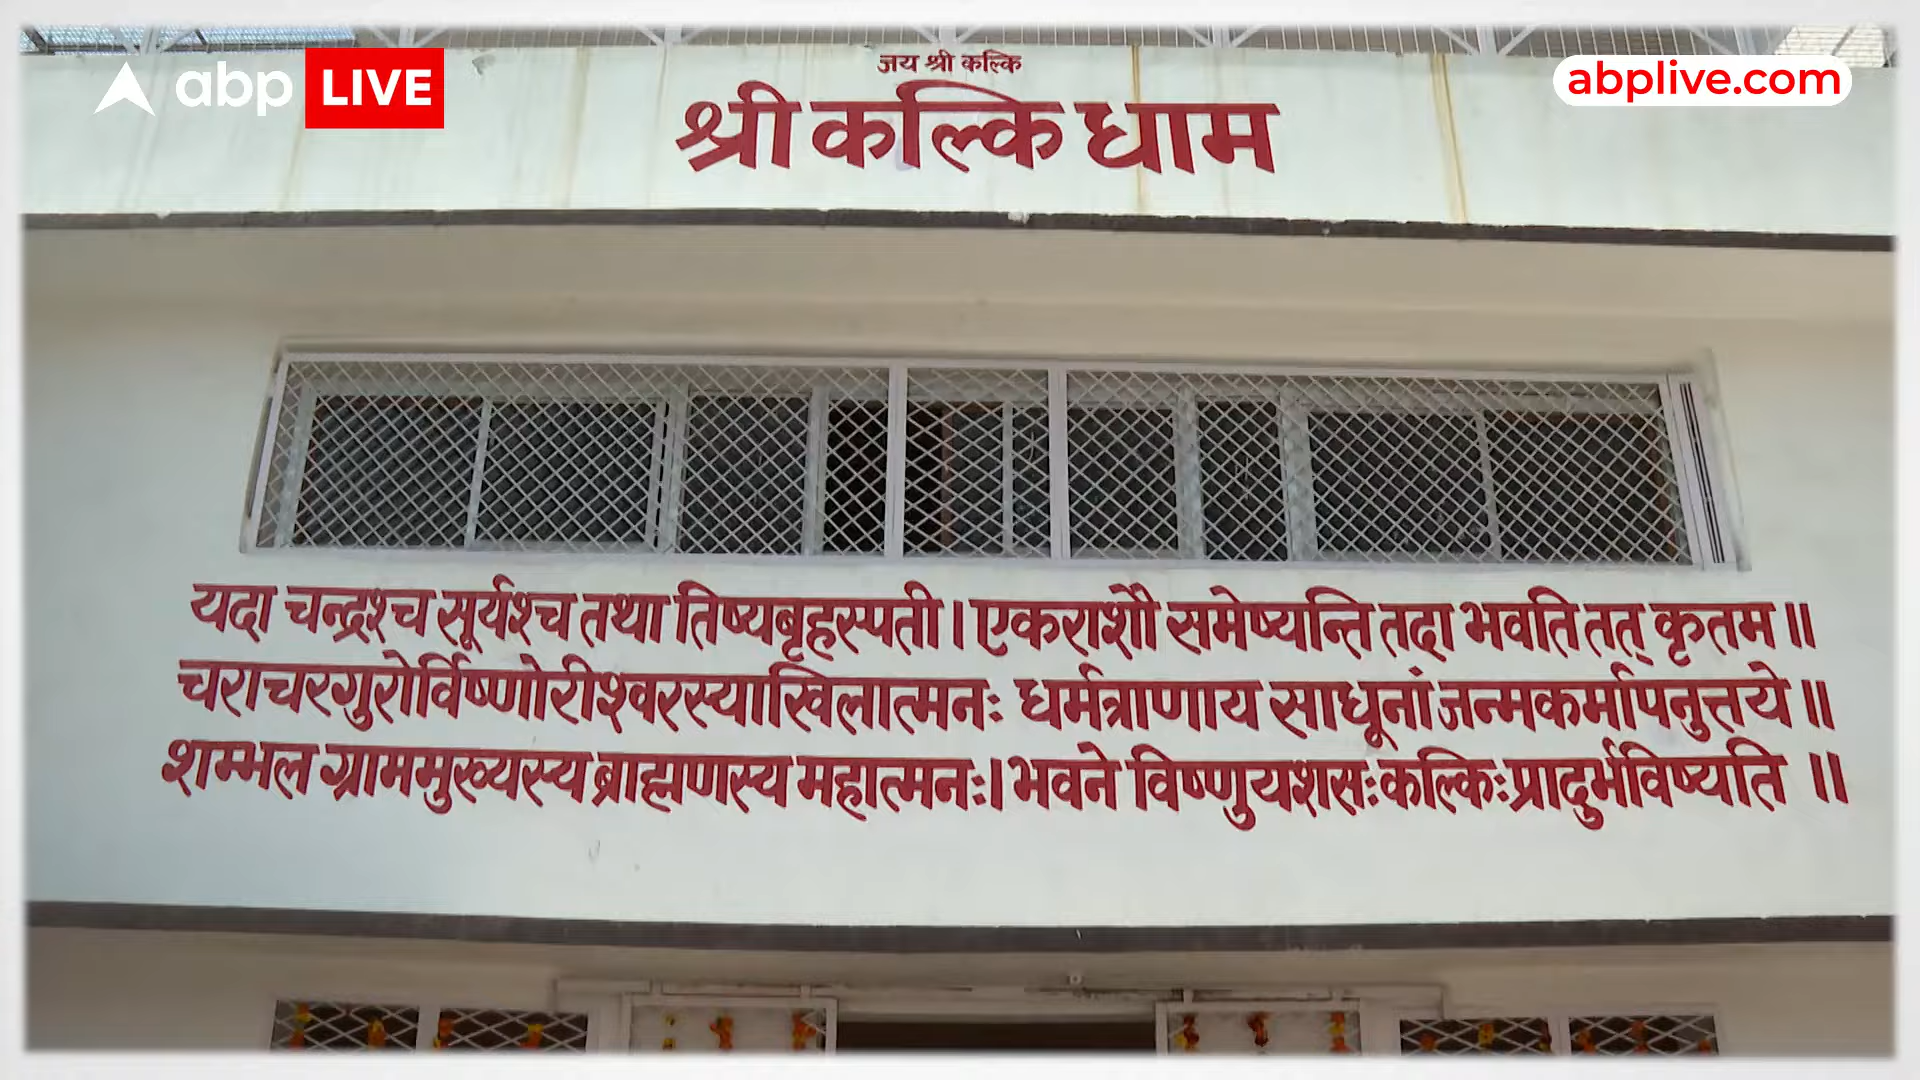 abp LIVE
abplive.com
जय श्री कल्कि
श्री कल्कि धाम
यदा चन्द्रश्च सूर्यश्च तथा तिष्यबृहस्पती। एकराशौ समेष्यन्ति तदा भवति तत् कृतम॥
चराचरगुरोर्विष्णोरीश्वरस्याखिलात्मनः धर्मत्राणाय साधूनां जन्मकर्मापनुत्तये॥
शम्भल ग्राममुख्यस्य ब्राह्मणस्य महात्मनः। भवने विष्णुयशसः कल्किः प्रादुर्भविष्यति ॥